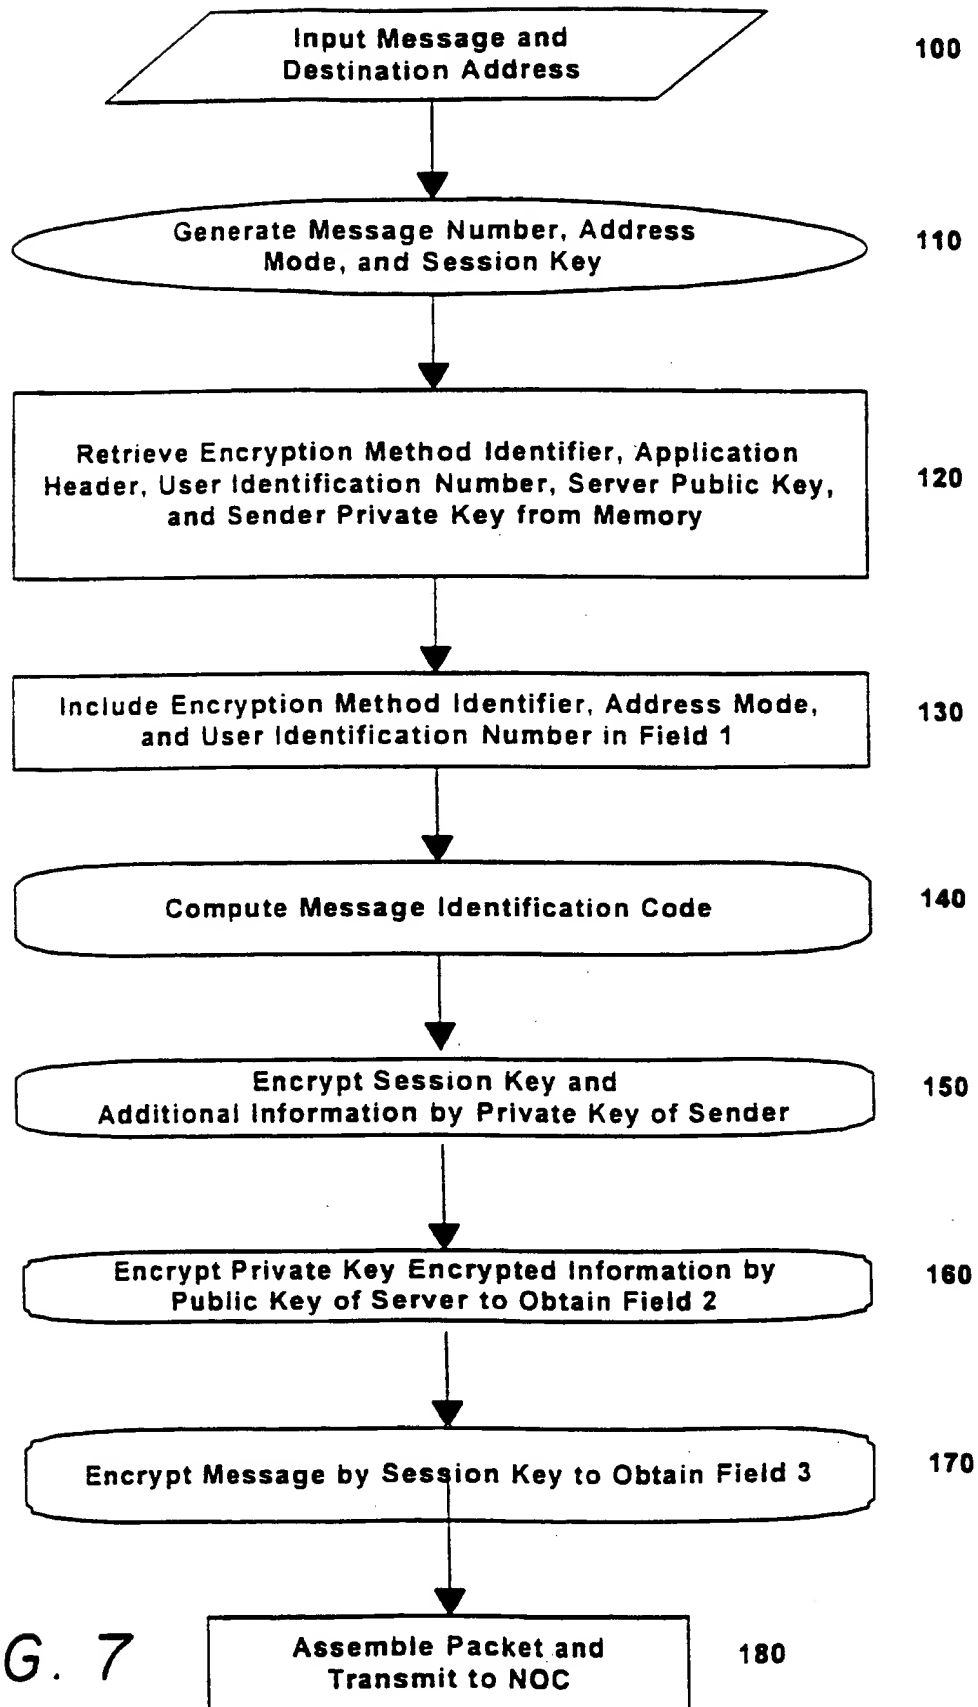 Input Message and
Destination Address
100
Generate Message Number, Address
Mode, and Session Key
110
Retrieve Encryption Method Identifier, Application
Header, User Identification Number, Server Public Key,
and Sender Private Key from Memory
120
Include Encryption Method Identifier, Address Mode,
and User Identification Number in Field 1
130
Compute Message Identification Code
140
Encrypt Session Key and
Additional Information by Private Key of Sender
150
Encrypt Private Key Encrypted Information by
Public Key of Server to Obtain Field 2
160
Encrypt Message by Session Key to Obtain Field 3
170
Assemble Packet and
Transmit to NOC
180
G. 7